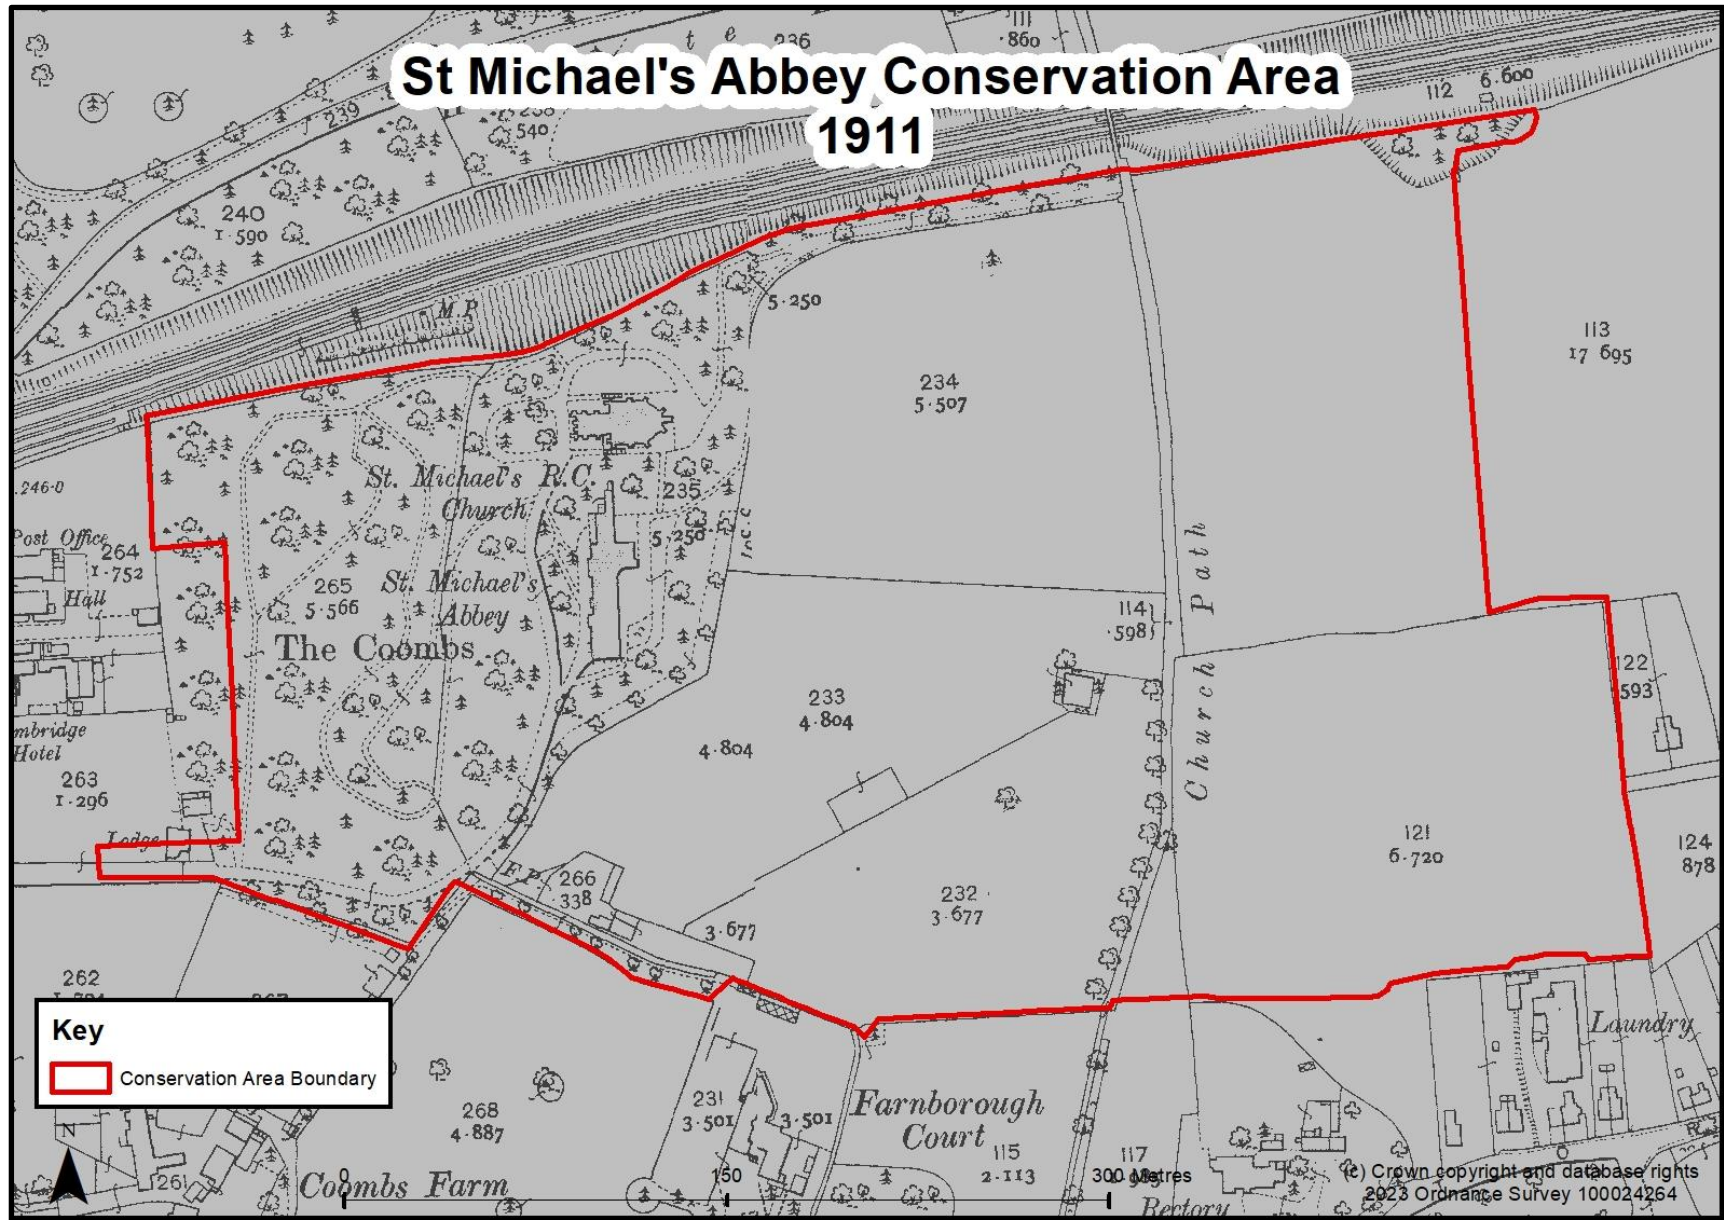 St Michael's Abbey Conservation Area
1911
t e
236
111
·860
239
540
112
6·600
240
1·590
M.P
5·250
113
17 695
234
5·507
St. Michael's R.C.
Church
235
5·250
246·0
Post Office
264
1·752
Hall
265
5·566
St. Michael's
Abbey
The Coombs
114
·598
Church Path
122
593
233
4·804
4·804
mbridge
Hotel
263
1·296
Lodge
121
6·720
124
878
F.P.
266
338
232
3·677
3·677
262
Key
Conservation Area Boundary
N
Laundry
268
4·887
231
3·501
3·501
Farnborough
Court
115
2·113
117
261
Coombs Farm
0
150
300 Metres
Rectory
(c) Crown copyright and database rights
2023 Ordnance Survey 100024264